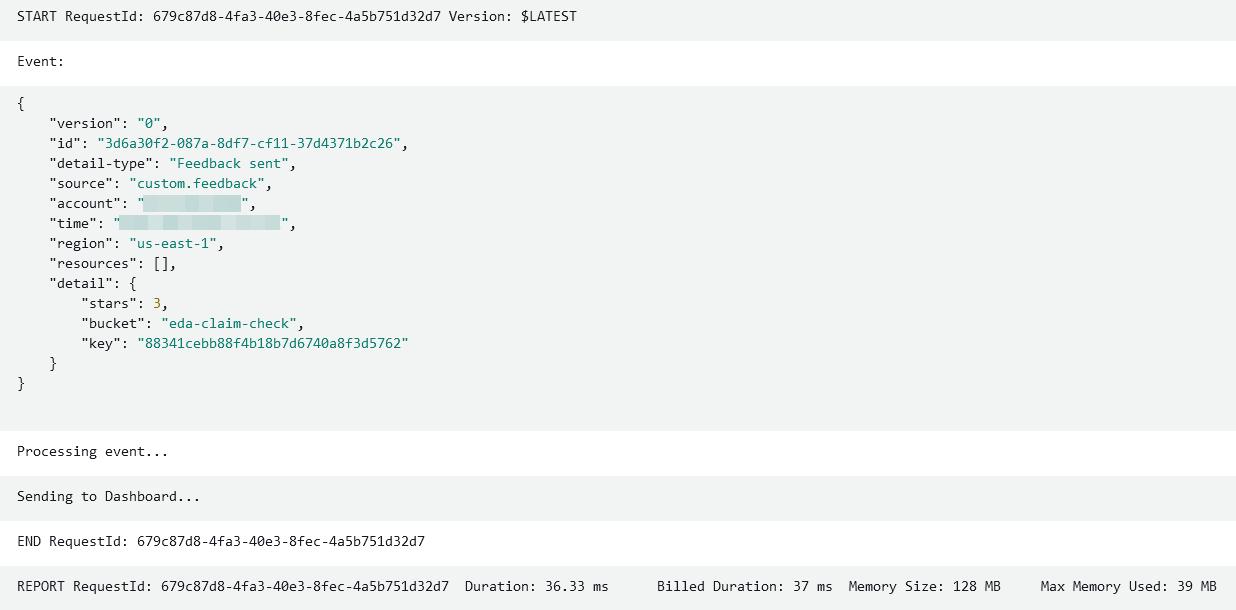 START RequestId: 679c87d8-4fa3-40e3-8fec-4a5b751d32d7 Version: $LATEST
Event:
{
    "version": "0",
    "id": "3d6a30f2-087a-8df7-cf11-37d4371b2c26",
    "detail-type": "Feedback sent",
    "source": "custom.feedback",
    "account": "",
    "time": "",
    "region": "us-east-1",
    "resources": [],
    "detail": {
        "stars": 3,
        "bucket": "eda-claim-check",
        "key": "88341cebb88f4b18b7d6740a8f3d5762"
    }
}
Processing event...
Sending to Dashboard...
END RequestId: 679c87d8-4fa3-40e3-8fec-4a5b751d32d7
REPORT RequestId: 679c87d8-4fa3-40e3-8fec-4a5b751d32d7 Duration: 36.33 ms Billed Duration: 37 ms Memory Size: 128 MB Max Memory Used: 39 MB